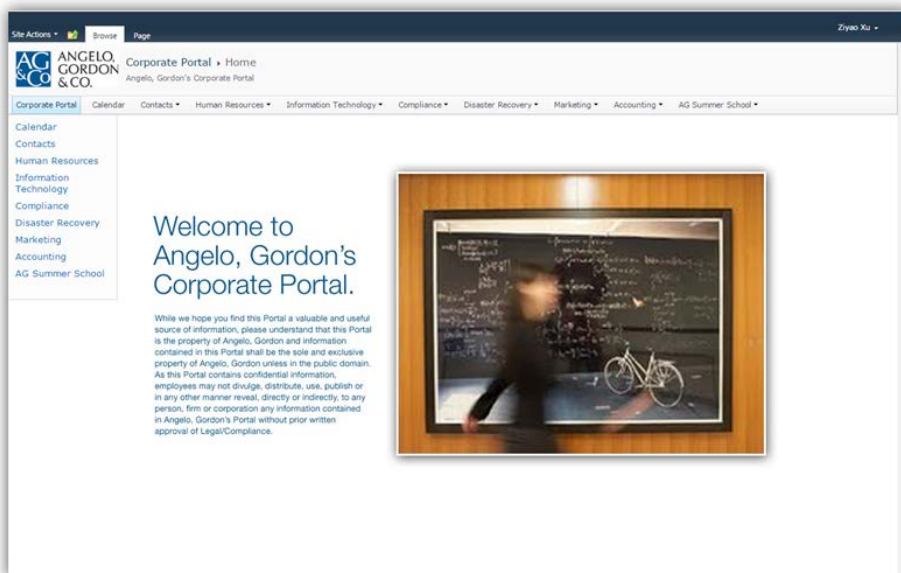 Ziyao Xu
Site Actions Browse Page
AG & Co ANGELO, GORDON & CO.
Corporate Portal Home
Angelo, Gordon's Corporate Portal
Corporate Portal Calendar Contacts Human Resources Information Technology Compliance Disaster Recovery Marketing Accounting AG Summer School
Calendar
Contacts
Human Resources
Information
Technology
Compliance
Disaster Recovery
Marketing
Accounting
AG Summer School
Welcome to
Angelo, Gordon's
Corporate Portal.
While we hope you find this Portal a valuable and useful
source of information, please understand that this Portal
is the property of Angelo, Gordon and information
contained in this Portal shall be the sole and exclusive
property of Angelo, Gordon unless in the public domain.
As this Portal contains confidential information,
employees may not divulge, distribute, use, publish or
in any other manner reveal, directly or indirectly, to any
person, firm or corporation any information contained
in Angelo, Gordon's Portal without prior written
approval of Legal/Compliance.